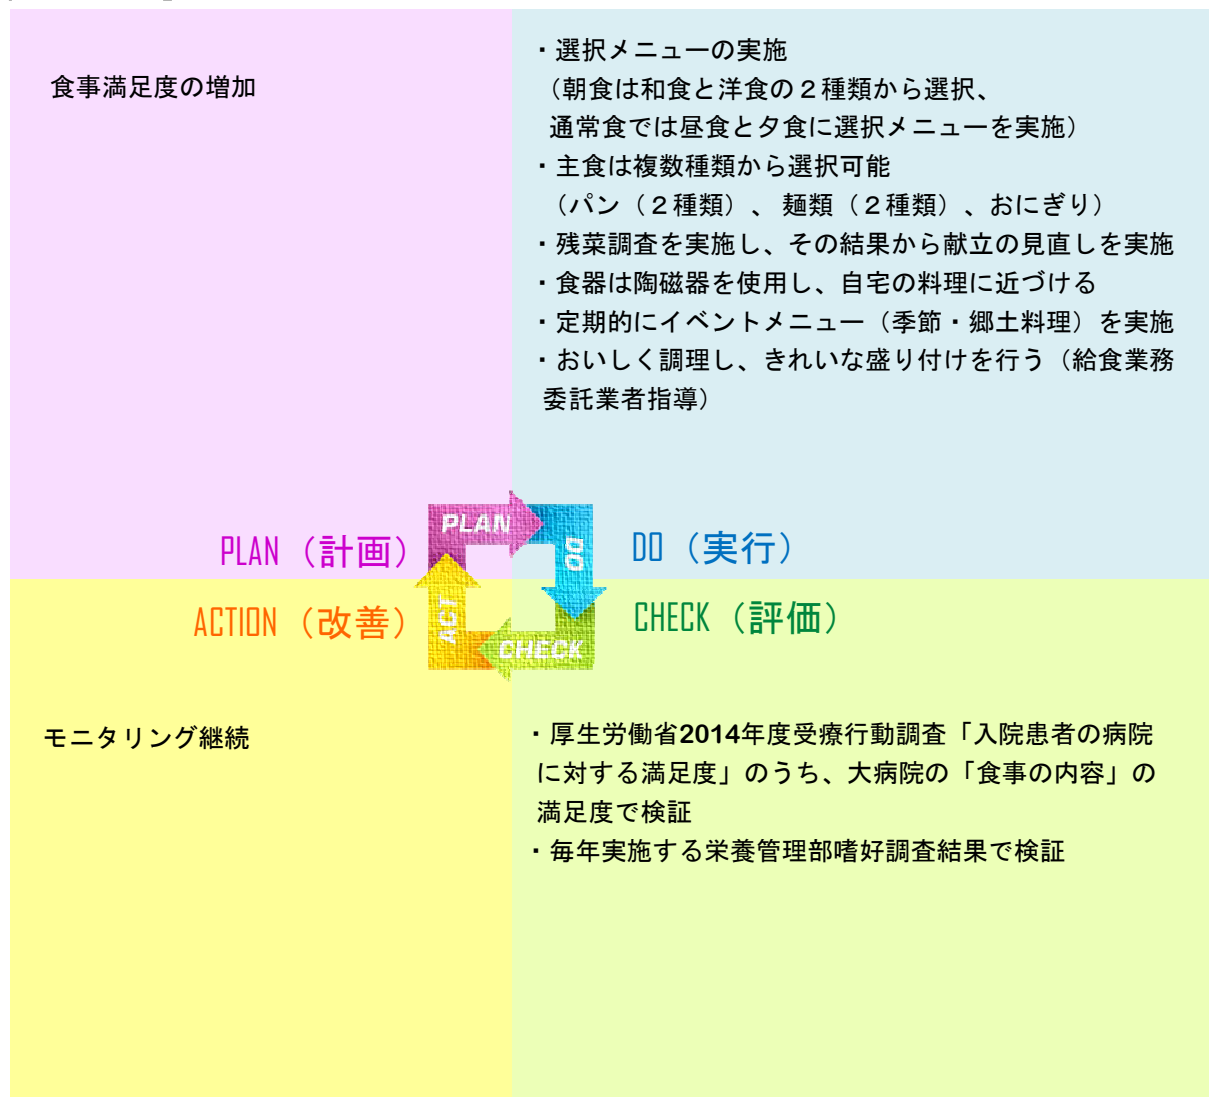 食事満足度の増加
・選択メニューの実施
（朝食は和食と洋食の２種類から選択、
通常食では昼食と夕食に選択メニューを実施）
・主食は複数種類から選択可能
（パン（２種類）、麺類（２種類）、おにぎり）
・残菜調査を実施し、その結果から献立の見直しを実施
・食器は陶磁器を使用し、自宅の料理に近づける
・定期的にイベントメニュー（季節・郷土料理）を実施
・おいしく調理し、きれいな盛り付けを行う（給食業務
委託業者指導）
PLAN（計画）
PLAN
DO
DO（実行）
ACTION（改善）
ACT
CHECK
CHECK（評価）
モニタリング継続
・厚生労働省2014年度受療行動調査「入院患者の病院
に対する満足度」のうち、大病院の「食事の内容」の
満足度で検証
・毎年実施する栄養管理部嗜好調査結果で検証